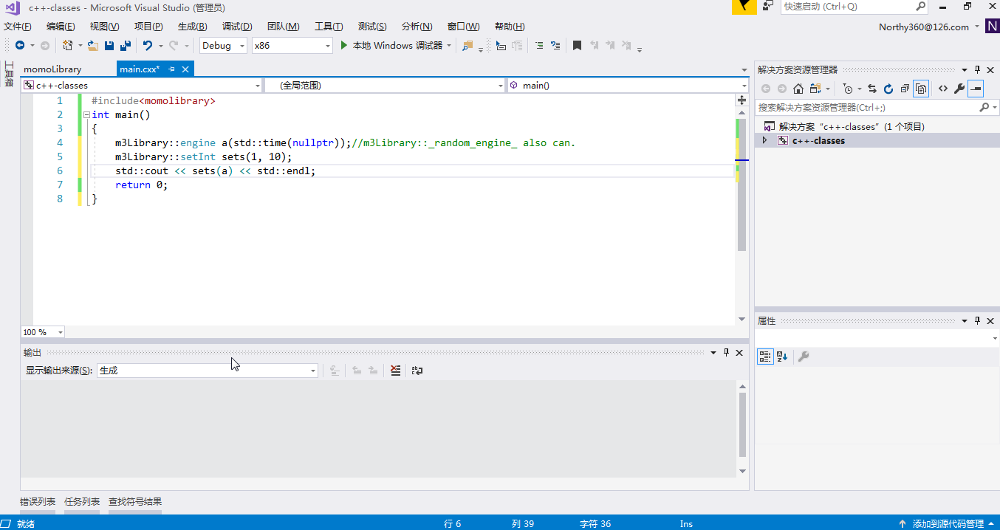 c++-classes - Microsoft Visual Studio (管理员)
快速启动 (Ctrl+Q)
文件(F) 编辑(E) 视图(V) 项目(P) 生成(B) 调试(D) 团队(M) 工具(T) 测试(S) 分析(N) 窗口(W) 帮助(H)
Northy360@126.com N
Debug x86 本地 Windows 调试器
工具箱
momoLibrary main.cxx*
c++-classes (全局范围) main()
1 #include<momolibrary>
2 int main()
3 {
4 m3Library::engine a(std::time(nullptr));//m3Library::_random_engine_ also can.
5 m3Library::setInt sets(1, 10);
6 std::cout << sets(a) << std::endl;
7 return 0;
8 }
100 %
输出
显示输出来源(S): 生成
解决方案资源管理器
搜索解决方案资源管理器(Ctrl+;)
解决方案“c++-classes”(1 个项目)
c++-classes
属性
错误列表 任务列表 查找符号结果
就绪 行 6 列 39 字符 36 Ins 添加到源代码管理